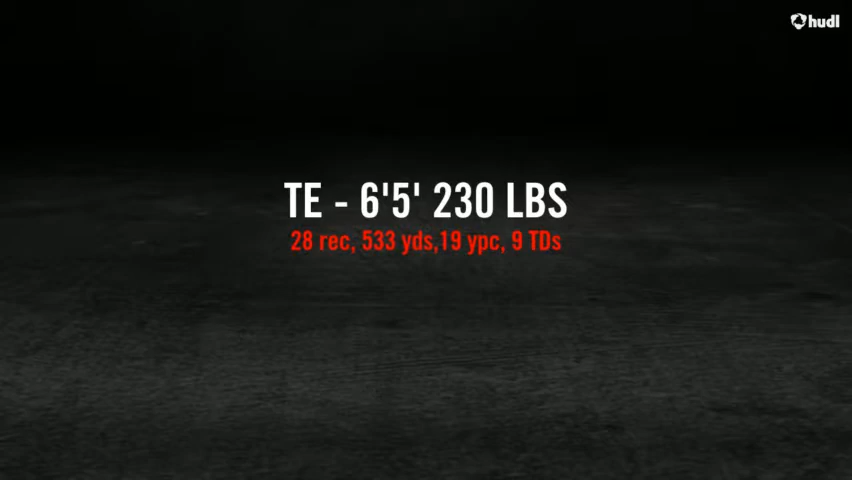 hudl
TE - 6'5' 230 LBS
28 rec, 533 yds,19 ypc, 9 TDs